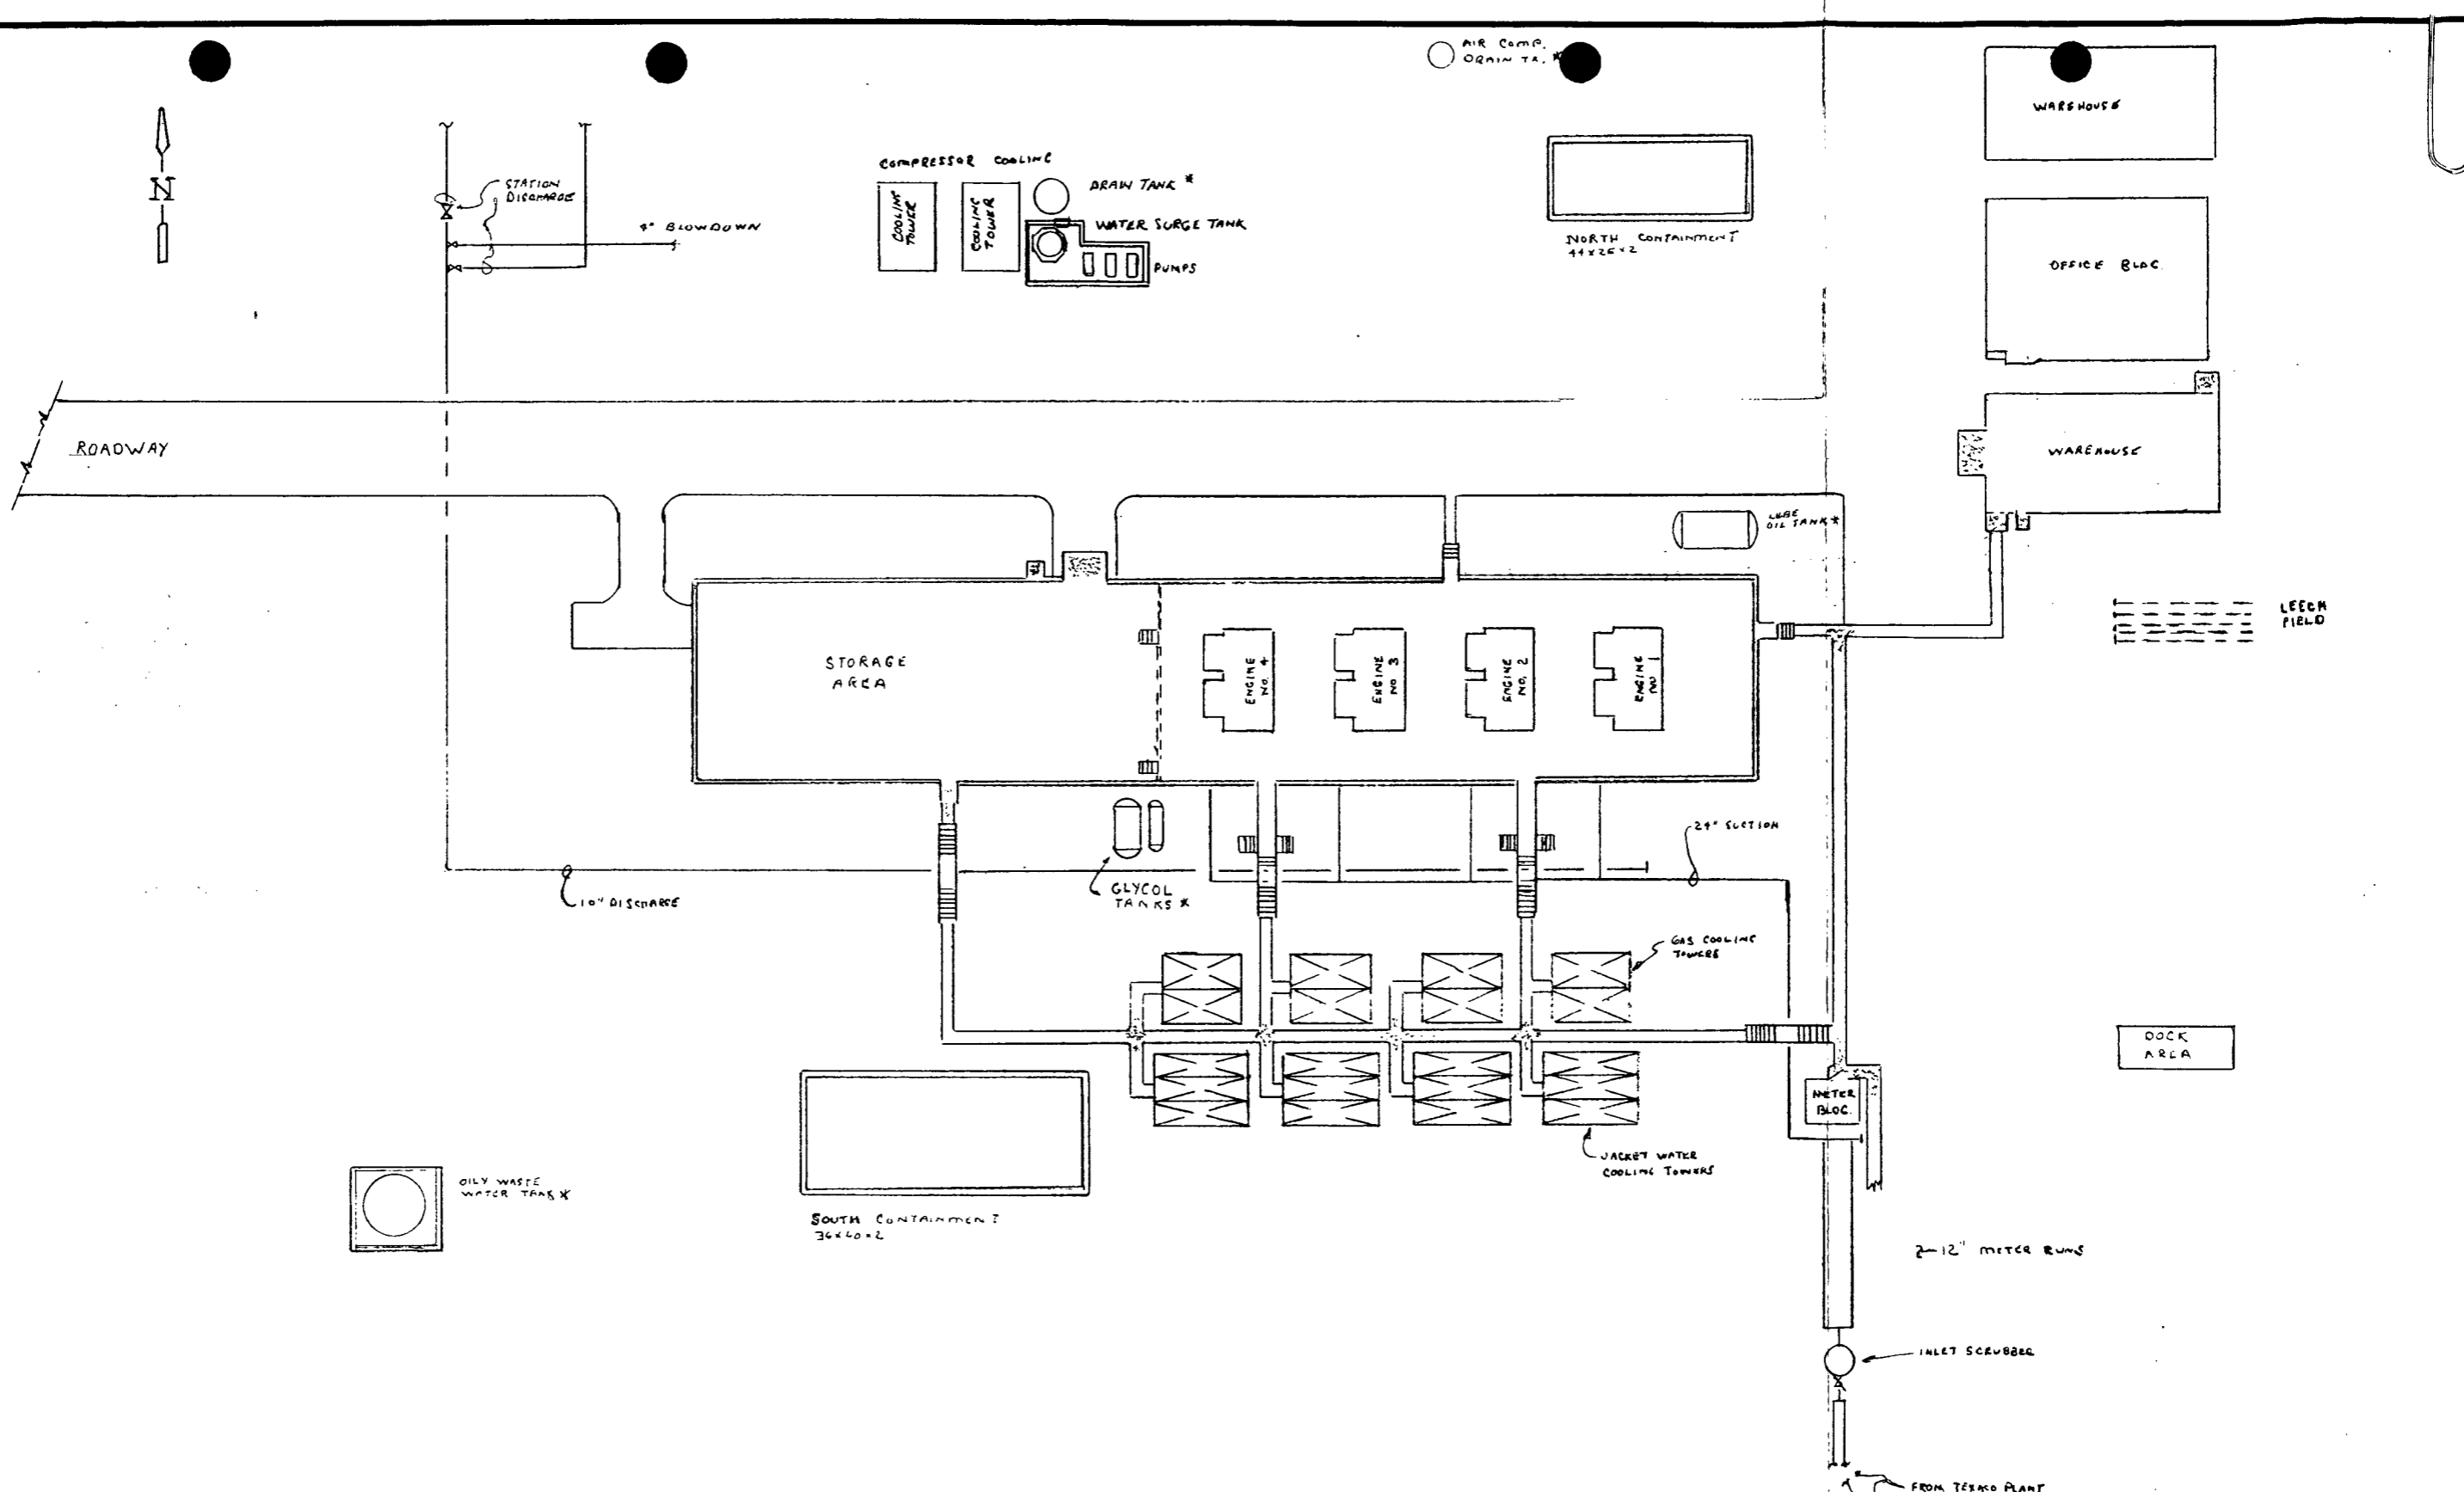 AIR COMP.
DRAIN TK. *
WAREHOUSE
N
STATION
DISCHARGE
4" BLOWDOWN
COMPRESSOR COOLING
COOLING
TOWER
COOLING
TOWER
DRAIN TANK *
WATER SURGE TANK
PUMPS
NORTH CONTAINMENT
OFFICE BLDG.
ROADWAY
WAREHOUSE
LUBE
OIL TANK *
LEECH
FIELD
STORAGE
AREA
ENGINE
NO. 4
ENGINE
NO 3
ENGINE
NO. 2
ENGINE
NO 1
24" SUCTION
10" DISCHARGE
GLYCOL
TANKS *
GAS COOLING
TOWERS
DOCK
AREA
METER
BLDG.
JACKET WATER
COOLING TOWERS
OILY WASTE
WATER TANK *
SOUTH CONTAINMENT
2-12" METER RUNS
INLET SCRUBBER
FROM TEXACO PLANT